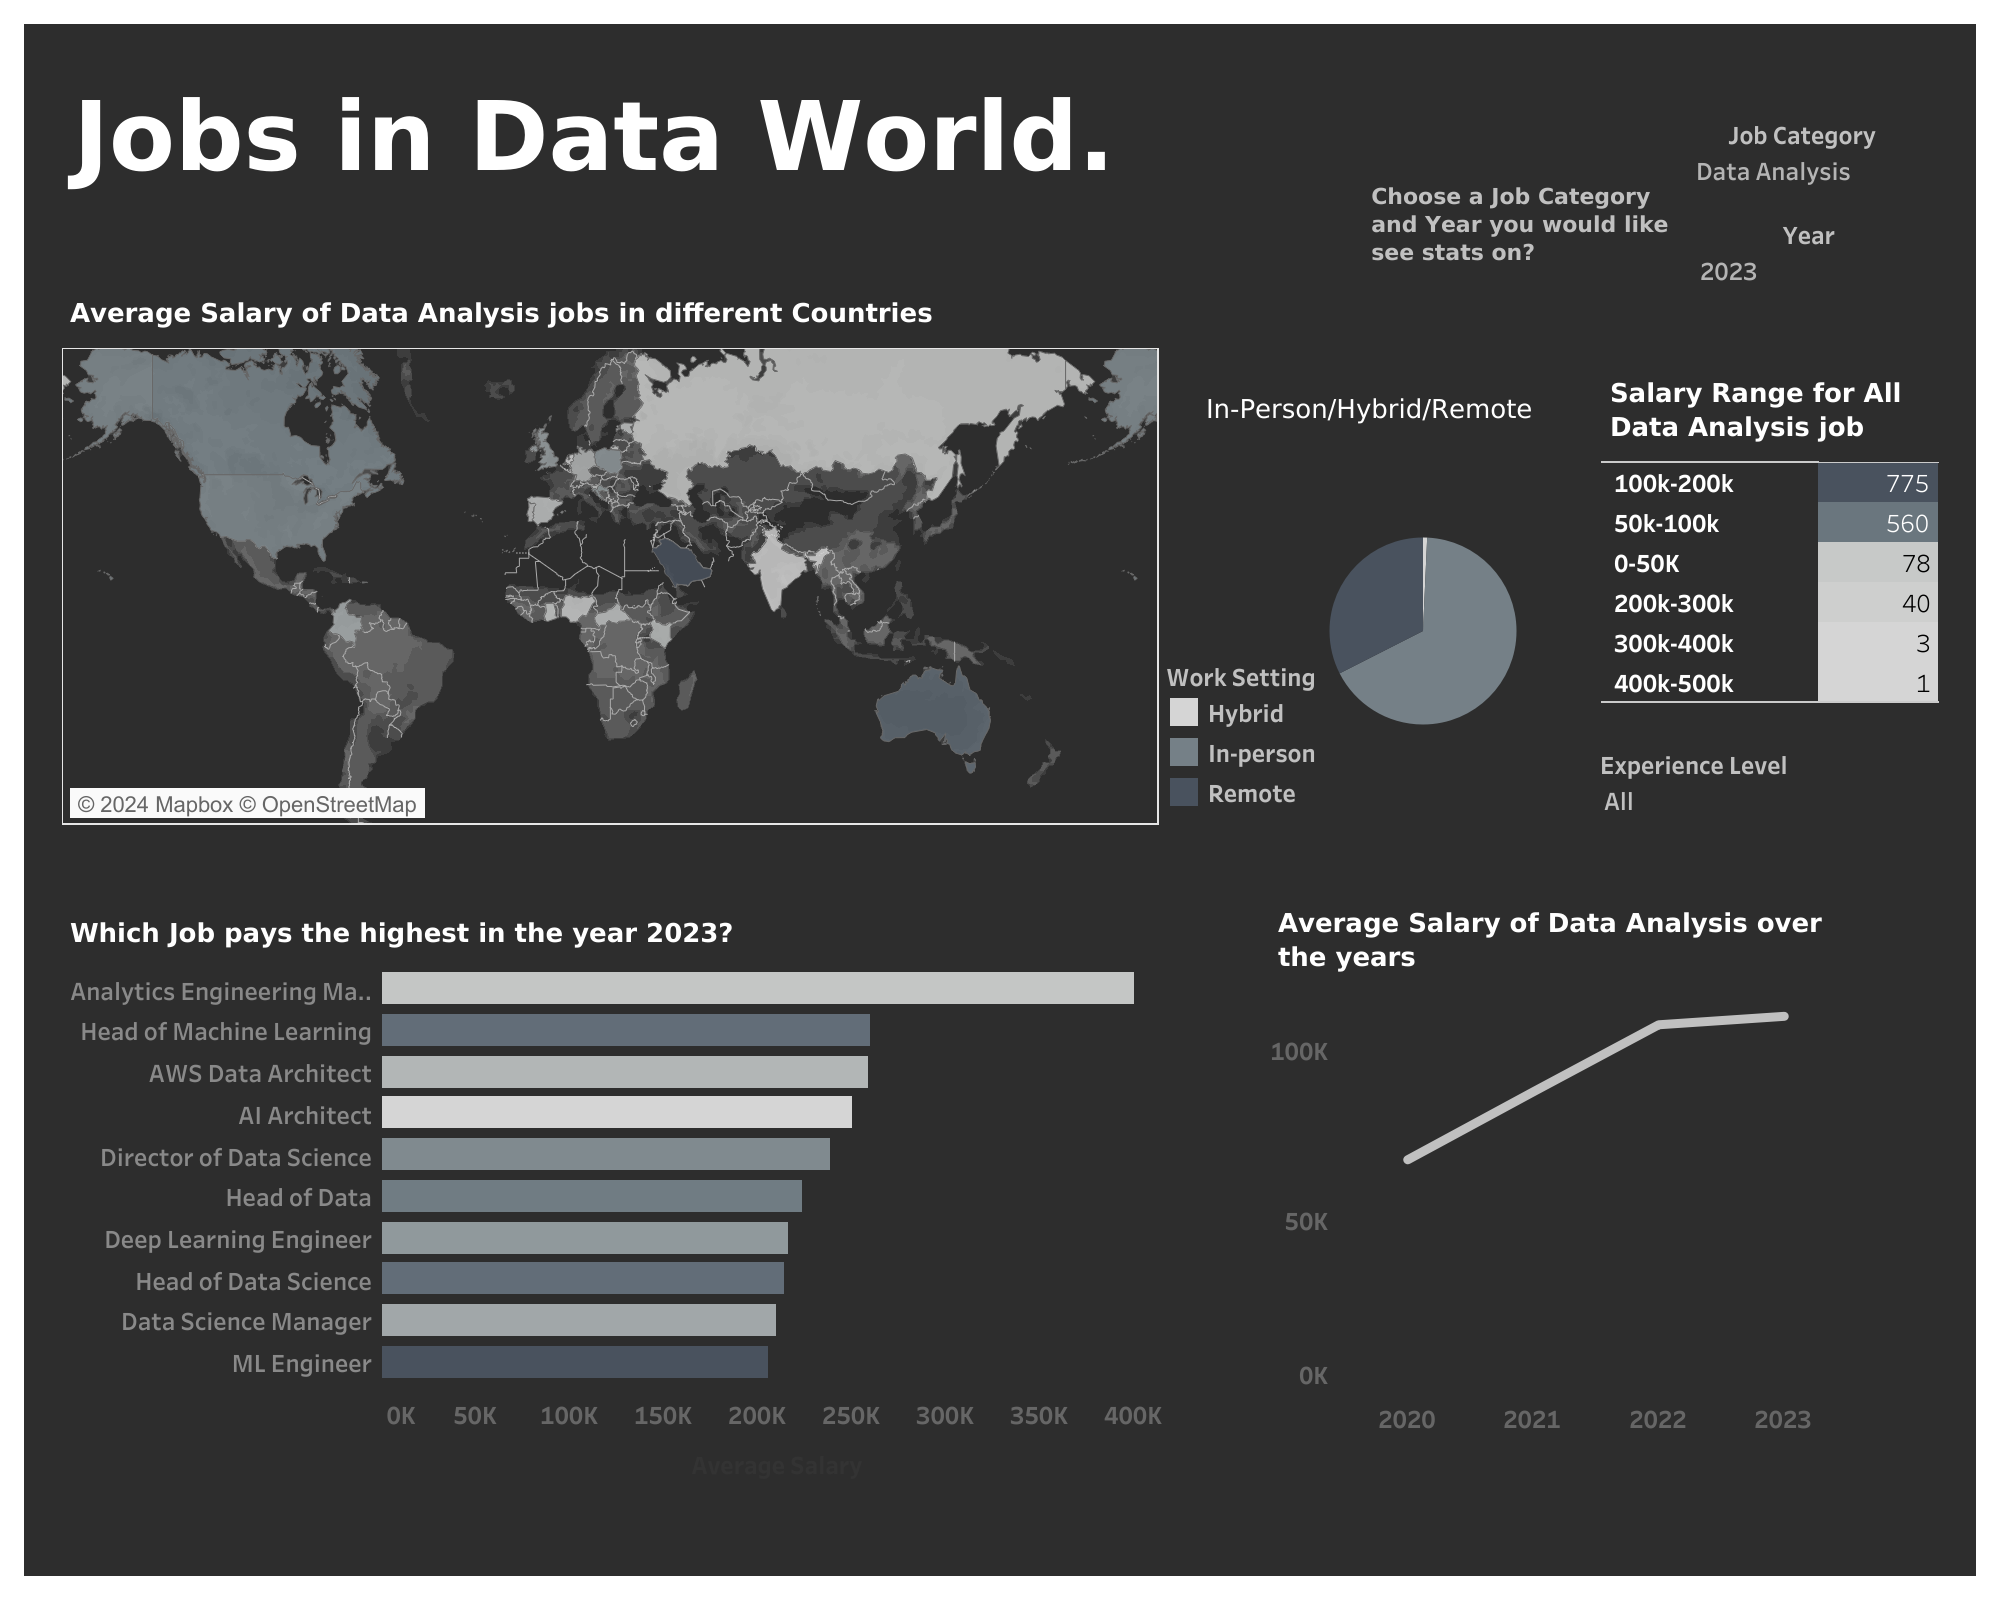 Jobs in Data World.
Job Category
Data Analysis
Choose a Job Category
and Year you would like
see stats on?
Year
2023
Average Salary of Data Analysis jobs in different Countries
© 2024 Mapbox © OpenStreetMap
In-Person/Hybrid/Remote
Work Setting
Hybrid
In-person
Remote
Salary Range for All
Data Analysis job
100k-200k 775
50k-100k 560
0-50K 78
200k-300k 40
300k-400k 3
400k-500k 1
Experience Level
All
Which Job pays the highest in the year 2023?
Analytics Engineering Ma..
Head of Machine Learning
AWS Data Architect
AI Architect
Director of Data Science
Head of Data
Deep Learning Engineer
Head of Data Science
Data Science Manager
ML Engineer
0K 50K 100K 150K 200K 250K 300K 350K 400K
Average Salary
Average Salary of Data Analysis over
the years
100K
50K
0K
2020 2021 2022 2023